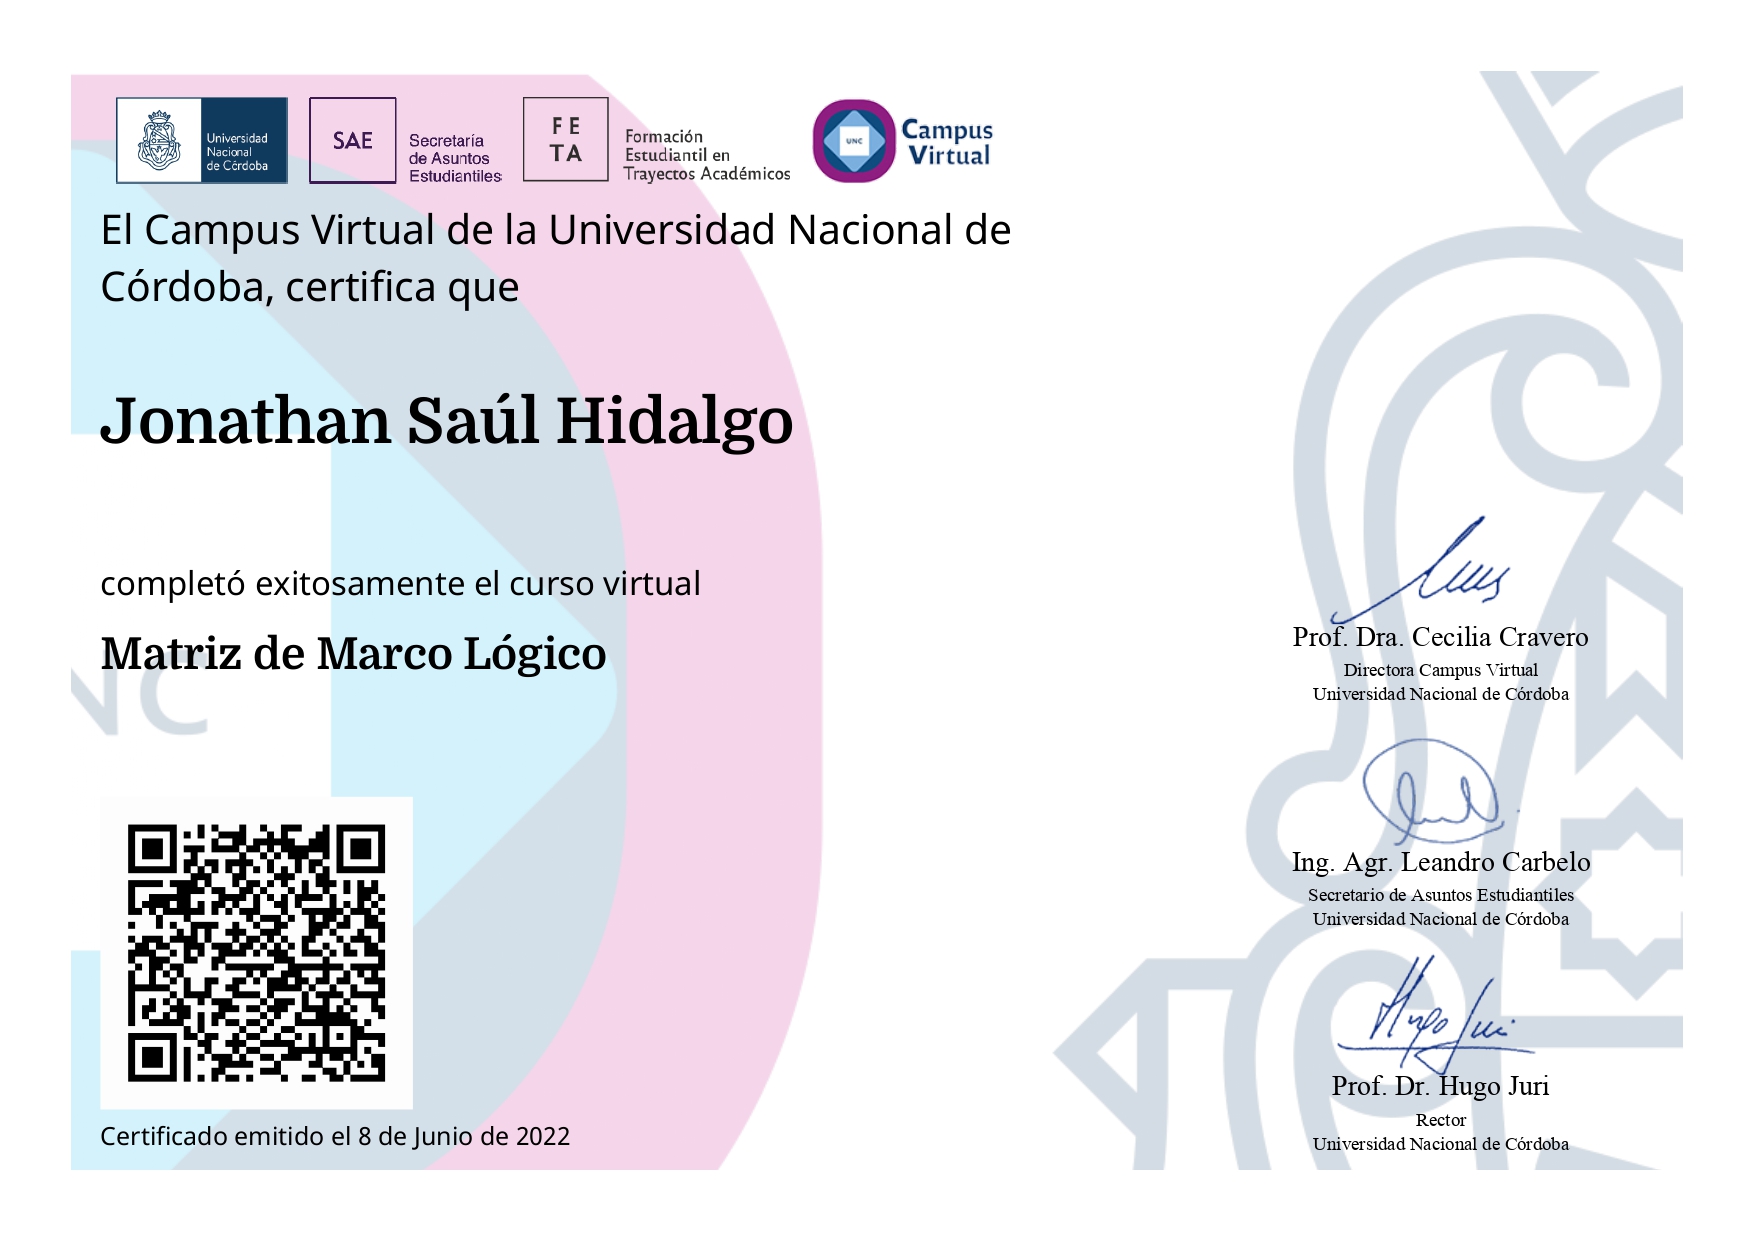 Universidad
Nacional
de Córdoba
SAE
Secretaría
de Asuntos
Estudiantiles
F E
T A
Formación
Estudiantil en
Trayectos Académicos
UNC
Campus
Virtual
El Campus Virtual de la Universidad Nacional de
Córdoba, certifica que
Jonathan Saúl Hidalgo
completó exitosamente el curso virtual
Matriz de Marco Lógico
NC
Certificado emitido el 8 de Junio de 2022
Prof. Dra. Cecilia Cravero
Directora Campus Virtual
Universidad Nacional de Córdoba
Ing. Agr. Leandro Carbelo
Secretario de Asuntos Estudiantiles
Universidad Nacional de Córdoba
Hugo Juri
Prof. Dr. Hugo Juri
Rector
Universidad Nacional de Córdoba